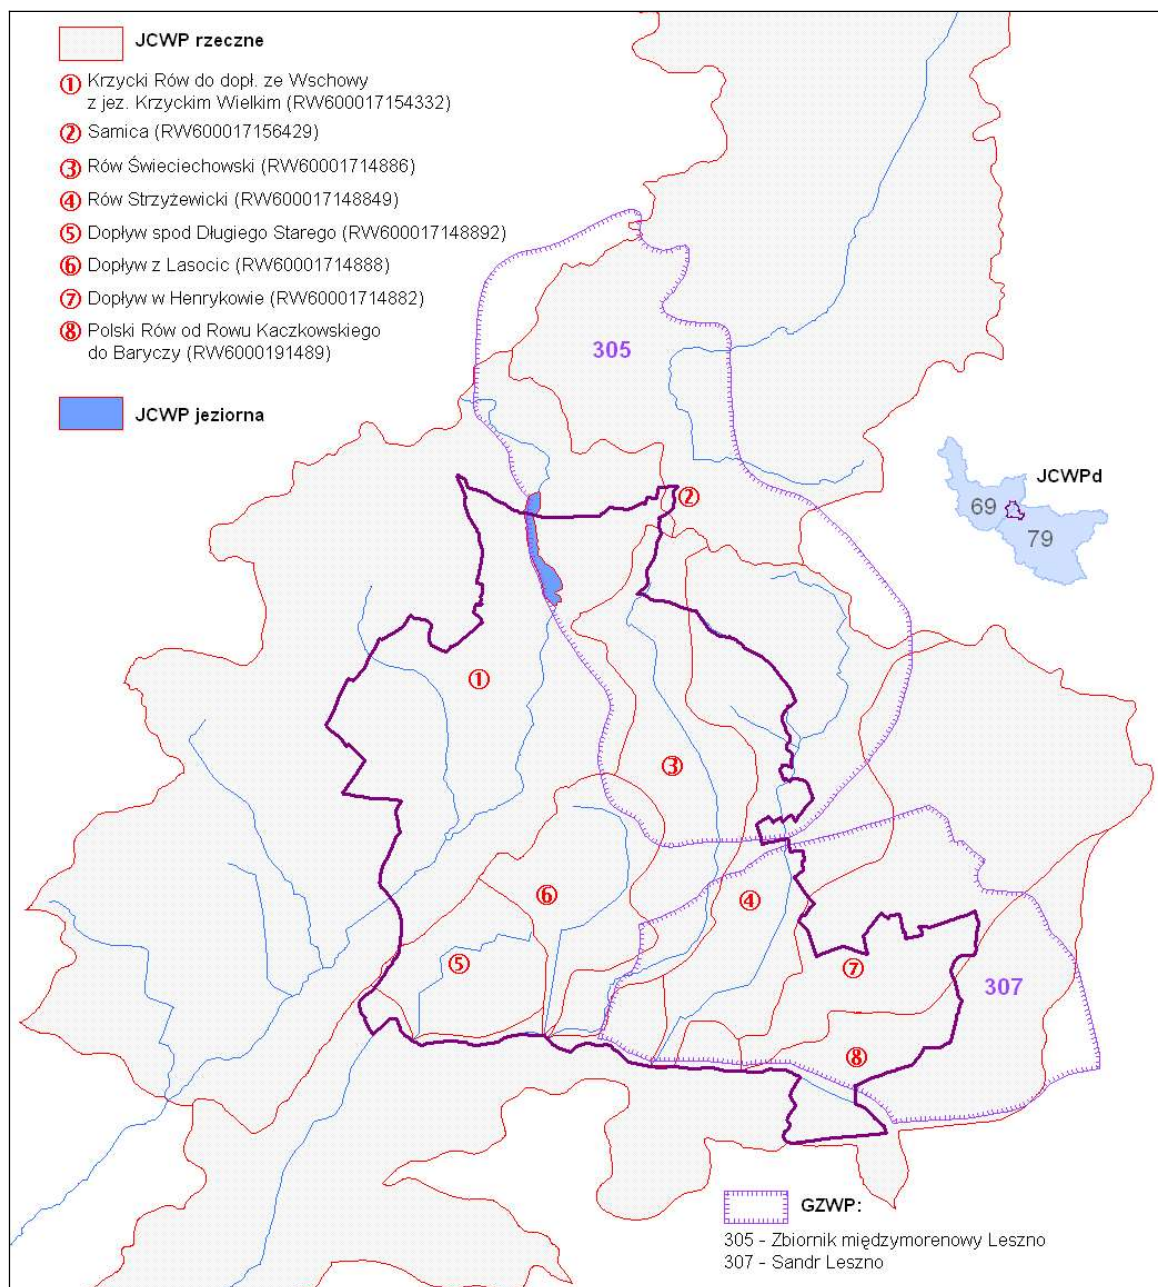 JCWP rzeczne
① Krzycki Rów do dopł. ze Wschowy
z jez. Krzyckim Wielkim (RW600017154332)
② Samica (RW600017156429)
③ Rów Święciechowski (RW60001714886)
④ Rów Strzyżewicki (RW600017148849)
⑤ Dopływ spod Długiego Starego (RW600017148892)
⑥ Dopływ z Lasocic (RW60001714888)
⑦ Dopływ w Henrykowie (RW60001714882)
⑧ Polski Rów od Rowu Kaczkowskiego
do Baryczy (RW6000191489)
JCWP jeziorna
305
JCWPd
69
79
②
①
③
⑥
④
⑤
⑦
307
⑧
GZWP:
305 - Zbiornik międzymorenowy Leszno
307 - Sandr Leszno